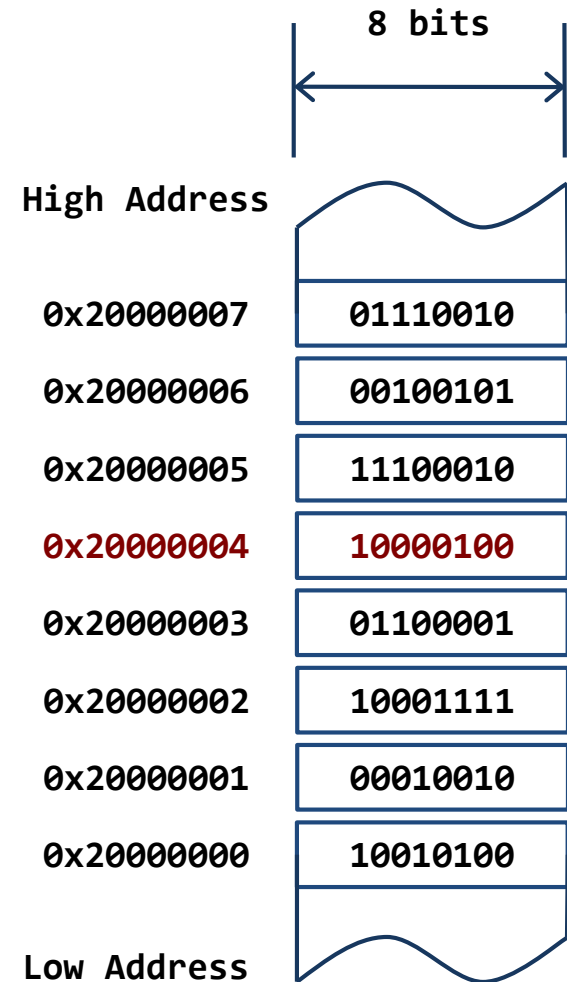 8 bits
High Address
0x20000007 01110010
0x20000006 00100101
0x20000005 11100010
0x20000004 10000100
0x20000003 01100001
0x20000002 10001111
0x20000001 00010010
0x20000000 10010100
Low Address